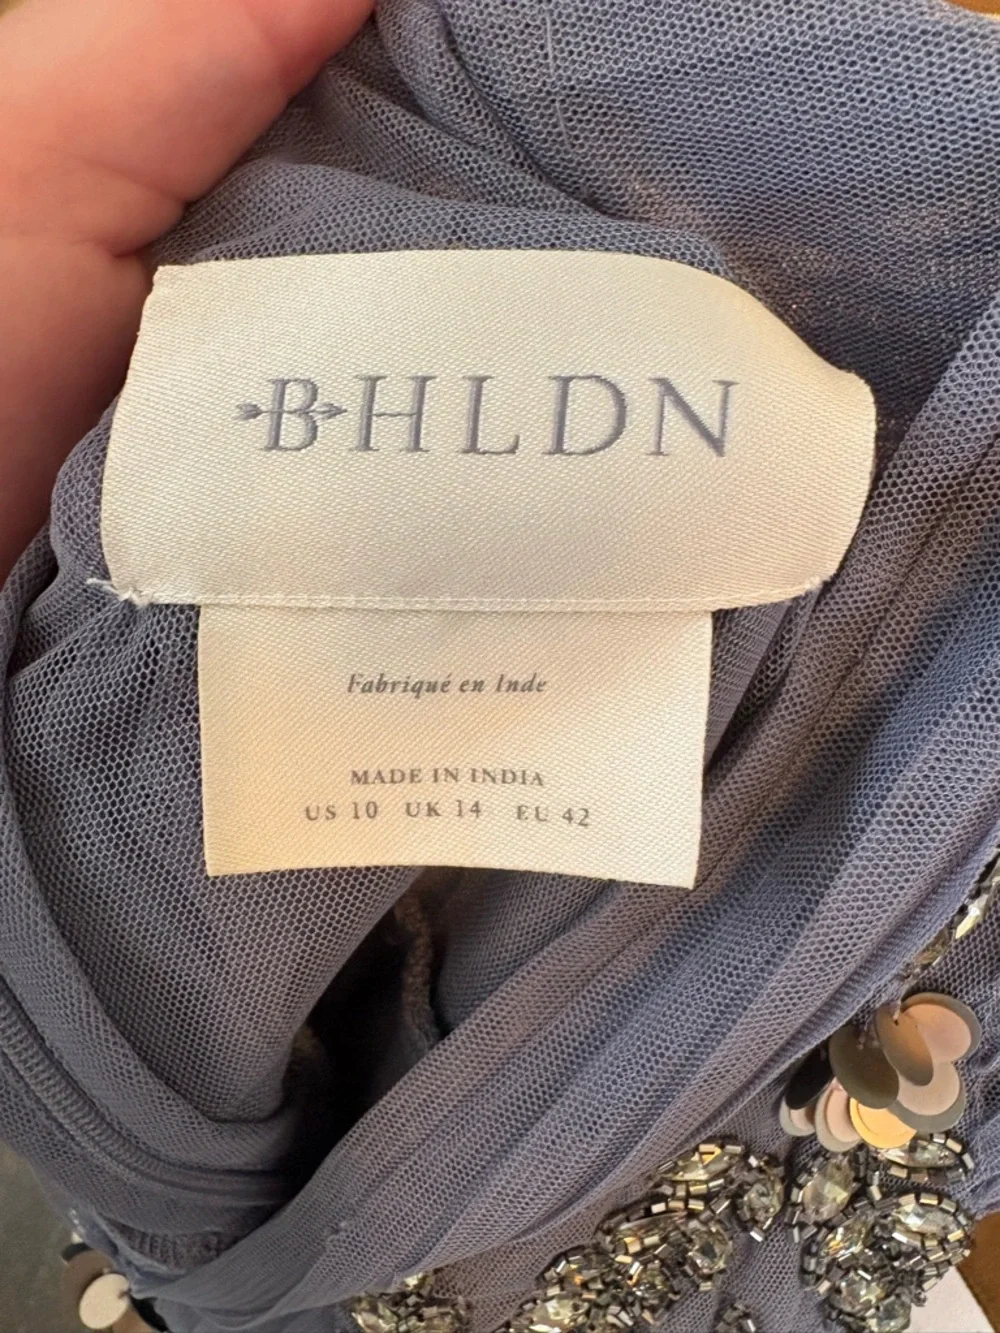 BHLDN
Fabriqué en Inde
MADE IN INDIA
US 10 UK 14 EU 42